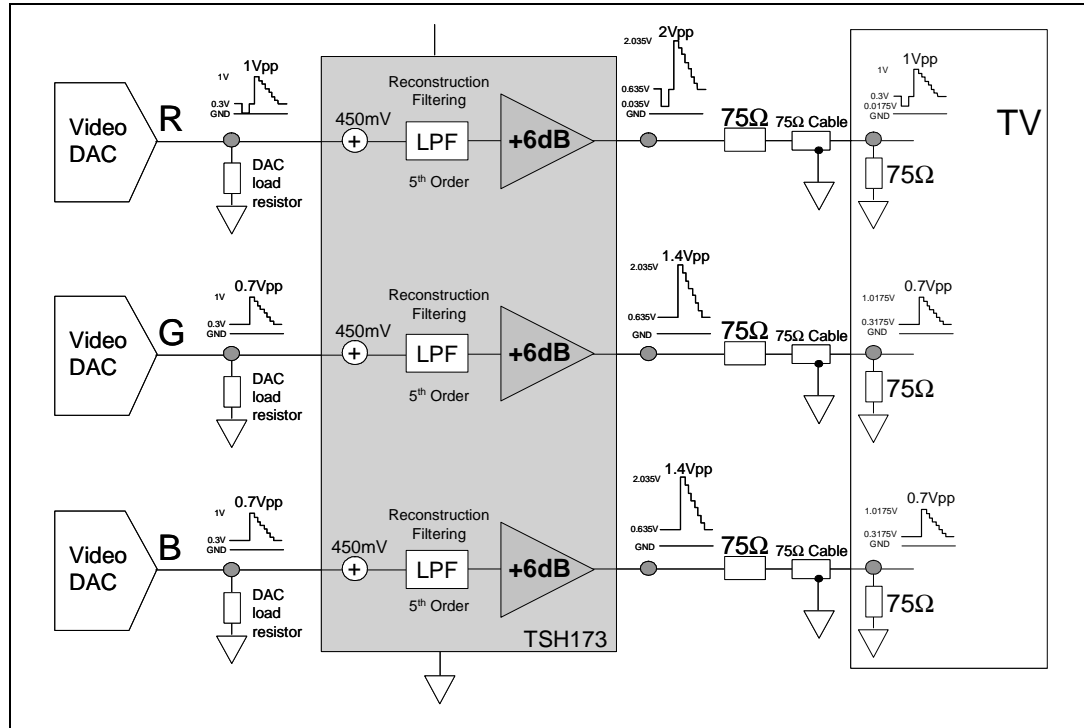 1Vpp
1V
0.3V
GND
Video
DAC
R
DAC
load
resistor
450mV
Reconstruction
Filtering
LPF
5th Order
+6dB
2Vpp
2.035V
0.635V
0.035V
GND
75Ω
75Ω Cable
1Vpp
1V
0.3V
0.0175V
GND
75Ω
TV
0.7Vpp
1V
0.3V
GND
Video
DAC
G
DAC
load
resistor
450mV
Reconstruction
Filtering
LPF
5th Order
+6dB
1.4Vpp
2.035V
0.635V
GND
75Ω
75Ω Cable
0.7Vpp
1.0175V
0.3175V
GND
75Ω
0.7Vpp
1V
0.3V
GND
Video
DAC
B
DAC
load
resistor
450mV
Reconstruction
Filtering
LPF
5th Order
+6dB
TSH173
1.4Vpp
2.035V
0.635V
GND
75Ω
75Ω Cable
0.7Vpp
1.0175V
0.3175V
GND
75Ω